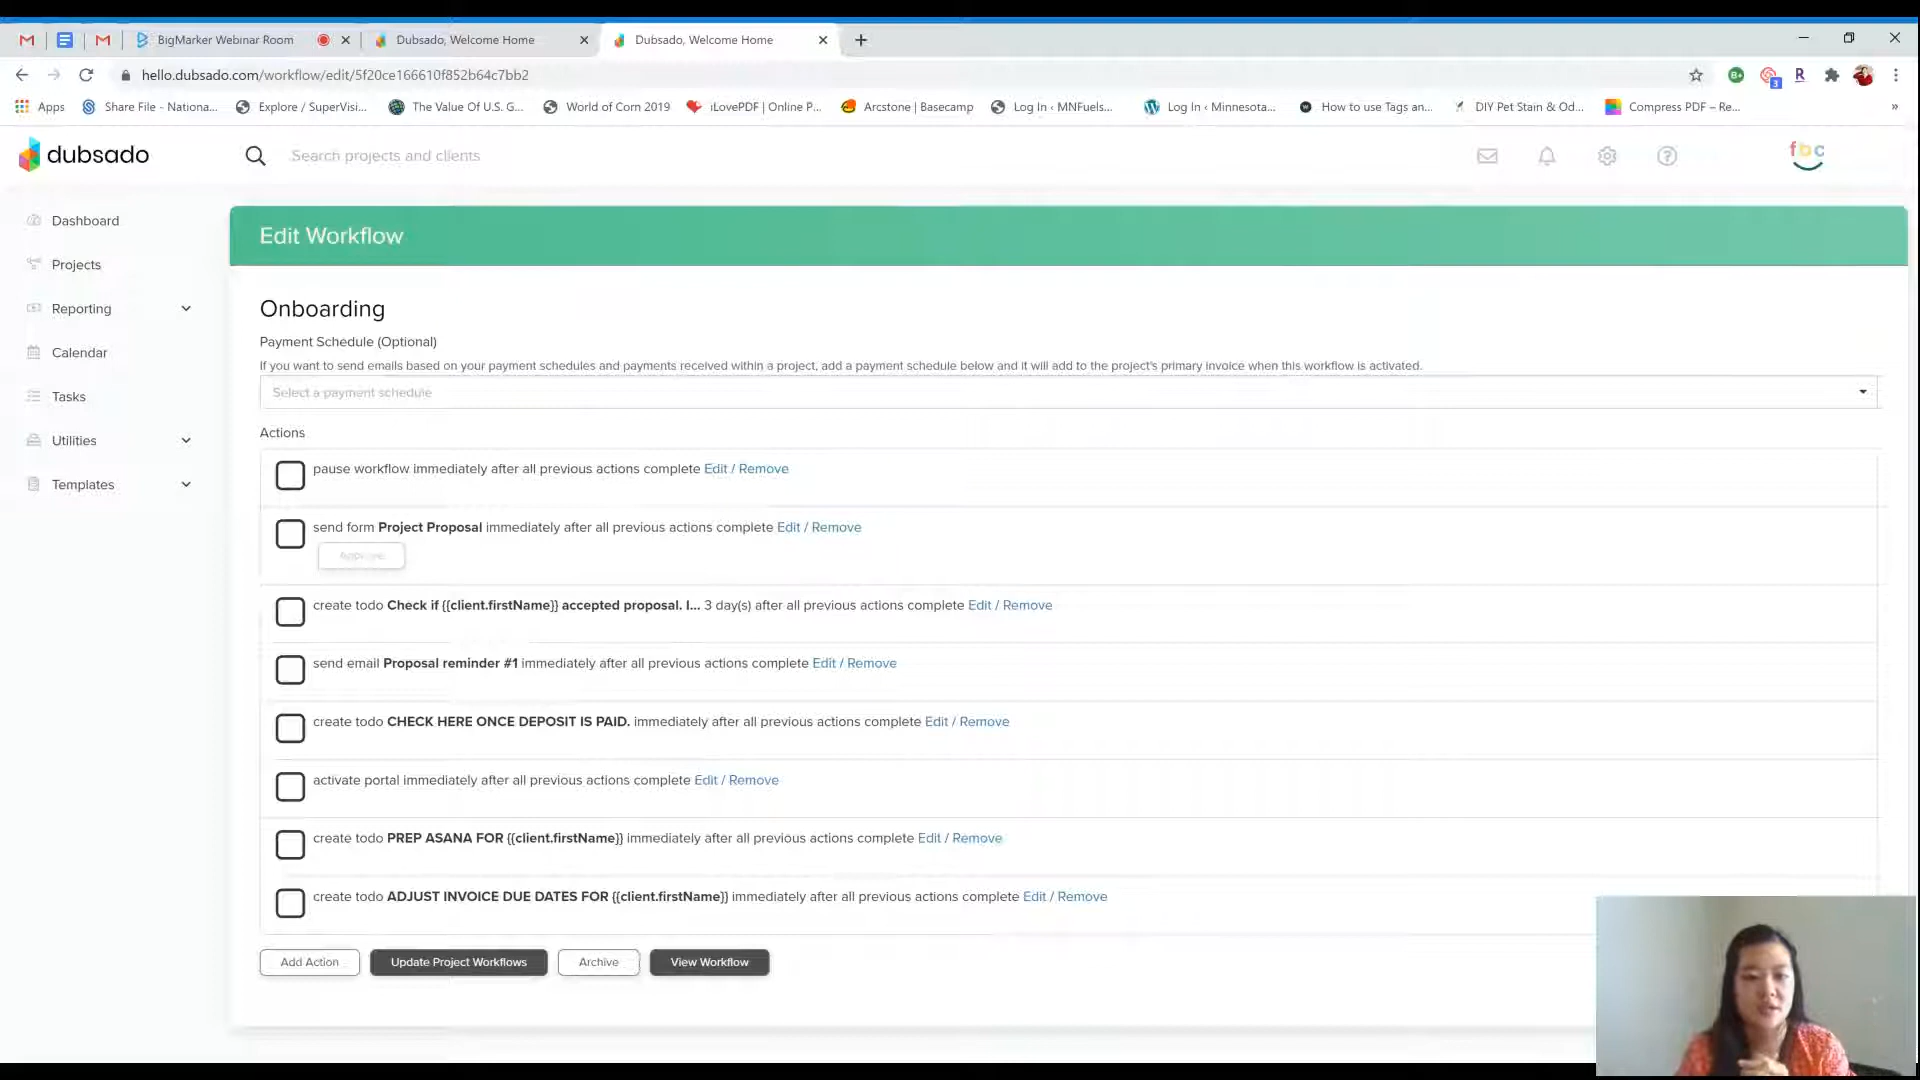 BigMarker Webinar Room
Dubsado, Welcome Home
Dubsado, Welcome Home
hello.dubsado.com/workflow/edit/5f20ce166610f852b64c7bb2
B+
3
R
Apps
Share File - Nationa...
Explore / SuperVisi...
The Value Of U.S. G...
World of Corn 2019
iLovePDF | Online P...
Arcstone | Basecamp
Log In ‹ MNFuels...
Log In ‹ Minnesota...
How to use Tags an...
DIY Pet Stain & Od...
Compress PDF – Re...
»
dubsado
Search projects and clients
fbc
Dashboard
Projects
Reporting
Calendar
Tasks
Utilities
Templates
Edit Workflow
Onboarding
Payment Schedule (Optional)
If you want to send emails based on your payment schedules and payments received within a project, add a payment schedule below and it will add to the project's primary invoice when this workflow is activated.
Select a payment schedule
Actions
pause workflow immediately after all previous actions complete Edit / Remove
send form Project Proposal immediately after all previous actions complete Edit / Remove
create todo Check if {{client.firstName}} accepted proposal. I... 3 day(s) after all previous actions complete Edit / Remove
send email Proposal reminder #1 immediately after all previous actions complete Edit / Remove
create todo CHECK HERE ONCE DEPOSIT IS PAID. immediately after all previous actions complete Edit / Remove
activate portal immediately after all previous actions complete Edit / Remove
create todo PREP ASANA FOR {{client.firstName}} immediately after all previous actions complete Edit / Remove
create todo ADJUST INVOICE DUE DATES FOR {{client.firstName}} immediately after all previous actions complete Edit / Remove
Add Action
Update Project Workflows
Archive
View Workflow